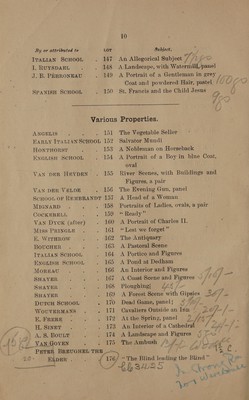 10
By or attributed to LOT Subject.
ITALIAN SCHOOL . 147 An Allegorical Subject
I. RUYSDAEL . 148 A Landscape, with Watermill, panel
J. B. PERRONEAU . 149 A Portrait of a Gentleman in grey
Coat and powdered Hair, pastel
SPANISH SCHOOL . 150 St. Francis and the Child Jesus
Various Properties.
ANGELIS . 151 The Vegetable Seller
EARLY ITALIAN SCHOOL 152 Salvator Mundi
HONTHORST . 153 A Nobleman on Horseback
ENGLISH SCHOOL . 154 A Portrait of a Boy in blue Coat,
oval
VAN DER HEYDEN . 155 River Scenes, with Buildings and
Figures, a pair
VAN DER VELDE . 156 The Evening Gun, panel
SCHOOL OF REMBRANDT 157 A Head of a Woman
MIGNARD . 158 Portraits of Ladies, ovals, a pair
COCKERELL . 159 "Ready"
VAN DYCK (after) . 160 A Portrait of Charles II.
MISS PRINGLE . 161 "Lest we forget"
E. WITHROW . 162 The Antiquary
BOUCHER . 163 A Pastoral Scene
ITALIAN SCHOOL . 164 A Portico and Figures
ENGLISH SCHOOL . 165 A Pond at Dedham
MOREAU . 166 An Interior and Figures
SHAYER . 167 A Coast Scene and Figures
SHAYER . 168 Ploughing
SHAYER . 169 A Forest Scene with Gipsies
DUTCH SCHOOL . 170 Dead Game, panel
WOUVERMANS . 171 Cavaliers Outside an Inn
E. FRERE . 172 At the Spring, panel
H. SINET . 173 An Interior of a Cathedral
A. BOULT . 174 A Landscape and Figures
VAN GOYEN . 175 The Ambush
PETER BREUGHEL THE
ELDER . 176 "The Blind leading the Blind"